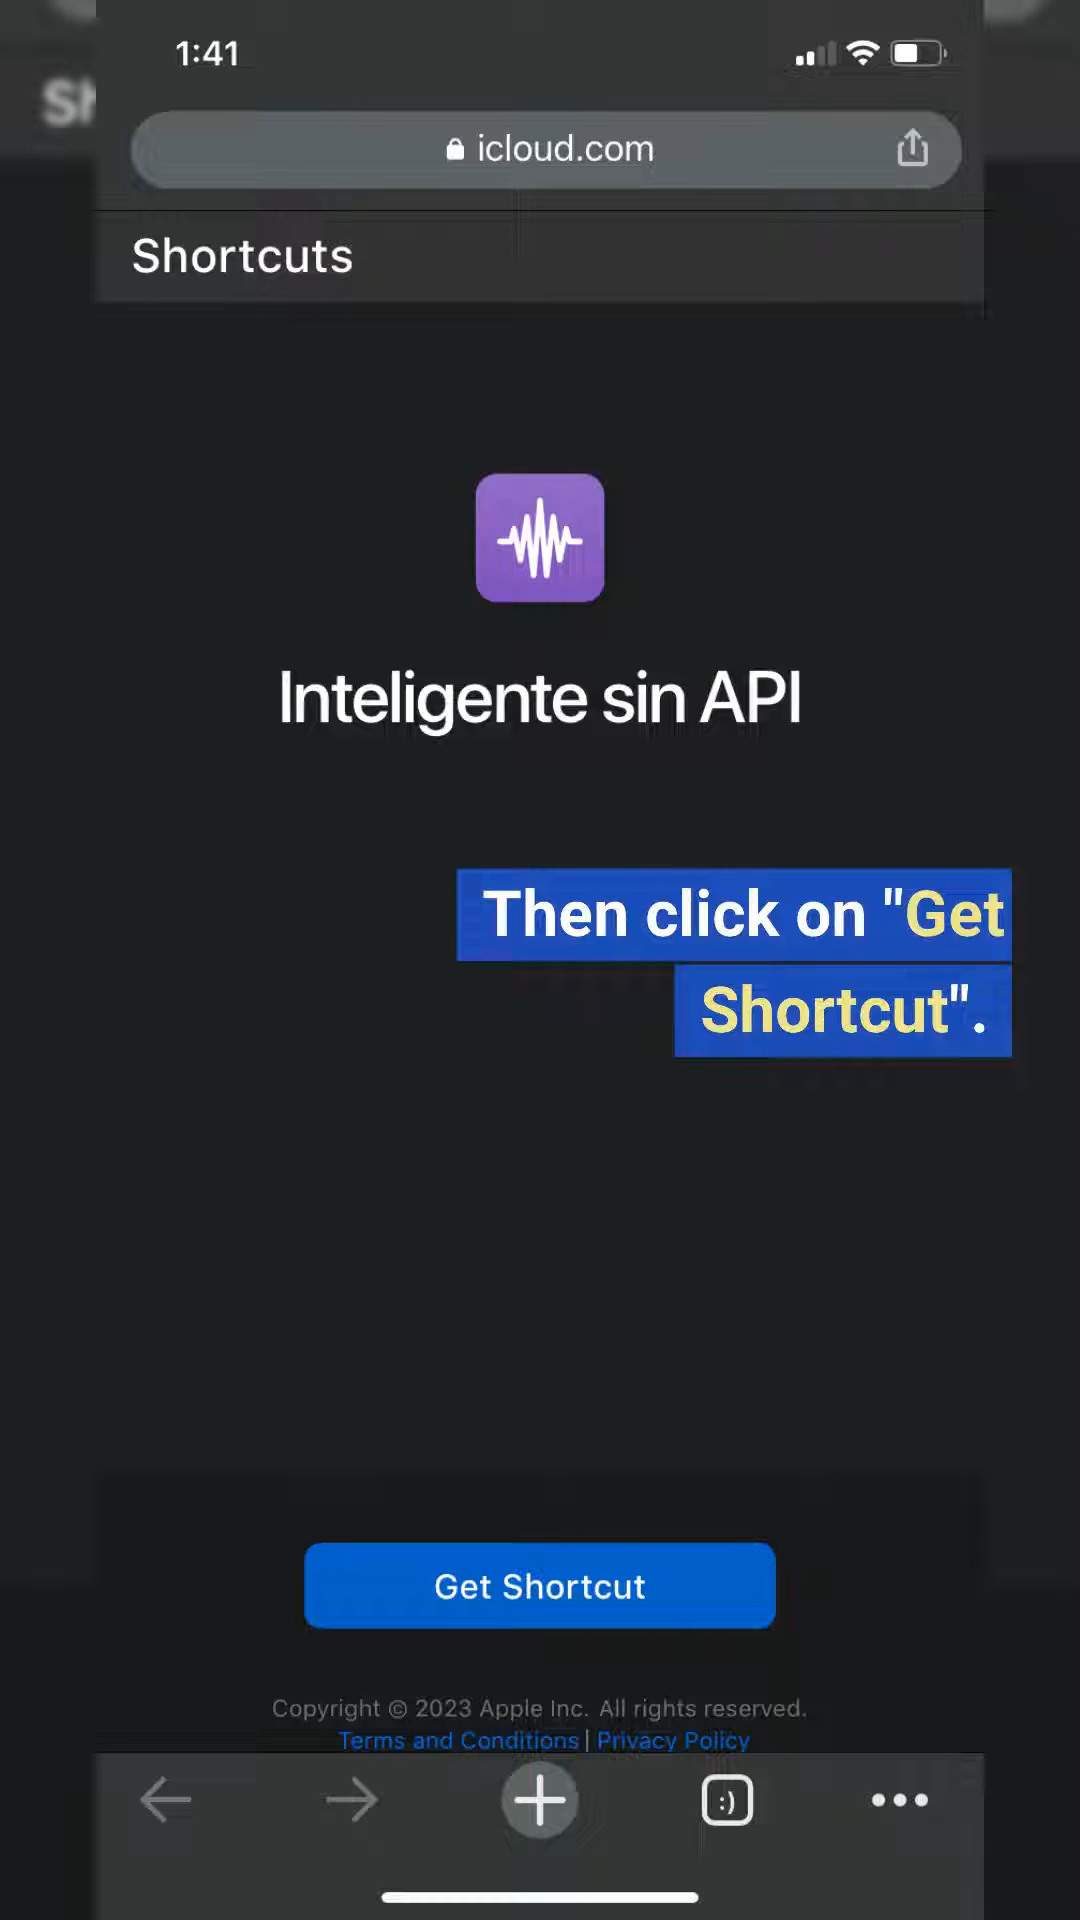 1:41
Sh
icloud.com
Shortcuts
Inteligente sin API
Then click on "Get
Shortcut".
Get Shortcut
Copyright © 2023 Apple Inc. All rights reserved.
Terms and Conditions | Privacy Policy
:)